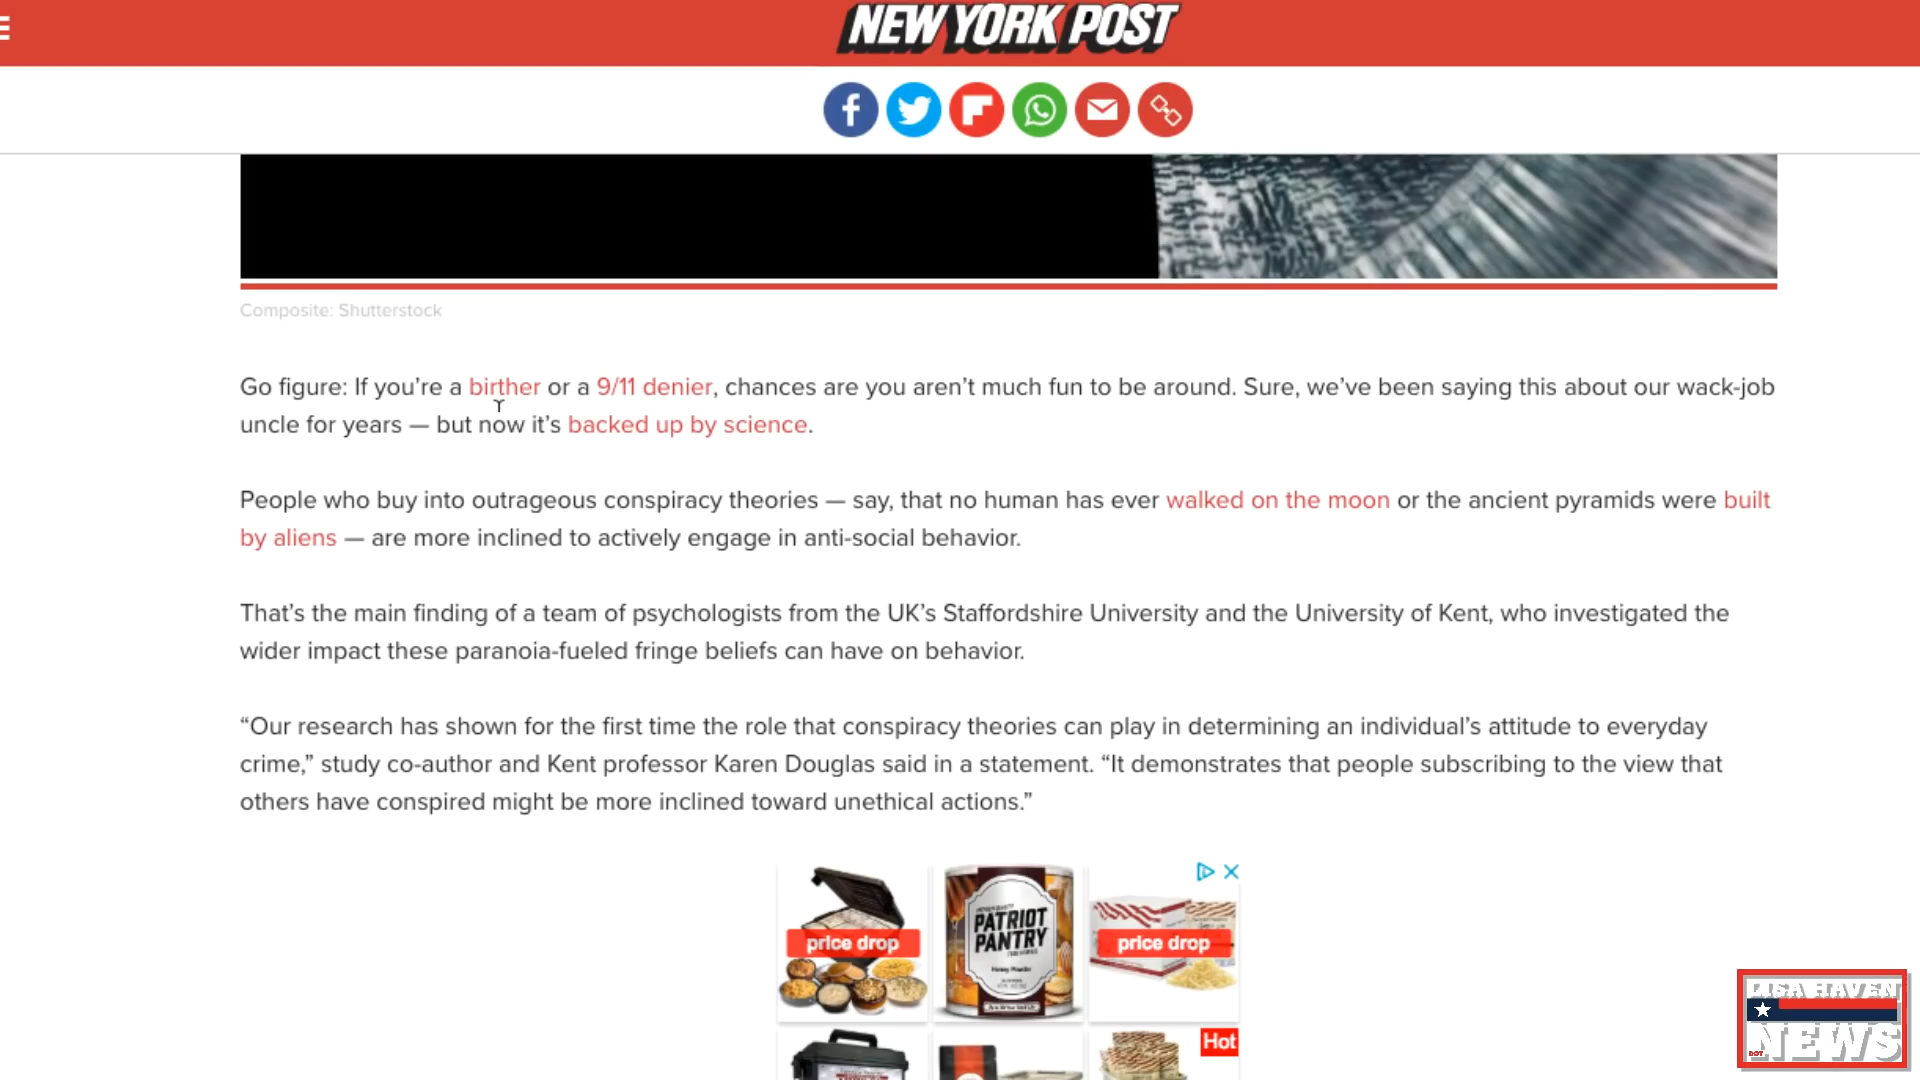 NEW YORK POST
Composite: Shutterstock
Go figure: If you’re a birther or a 9/11 denier, chances are you aren’t much fun to be around. Sure, we’ve been saying this about our wack-job
uncle for years — but now it’s backed up by science.
People who buy into outrageous conspiracy theories — say, that no human has ever walked on the moon or the ancient pyramids were built
by aliens — are more inclined to actively engage in anti-social behavior.
That’s the main finding of a team of psychologists from the UK’s Staffordshire University and the University of Kent, who investigated the
wider impact these paranoia-fueled fringe beliefs can have on behavior.
“Our research has shown for the first time the role that conspiracy theories can play in determining an individual’s attitude to everyday
crime,” study co-author and Kent professor Karen Douglas said in a statement. “It demonstrates that people subscribing to the view that
others have conspired might be more inclined toward unethical actions.”
price drop
PATRIOT
PANTRY
Honey Powder
price drop
Hot
LISA HAVEN
DOT
NEWS